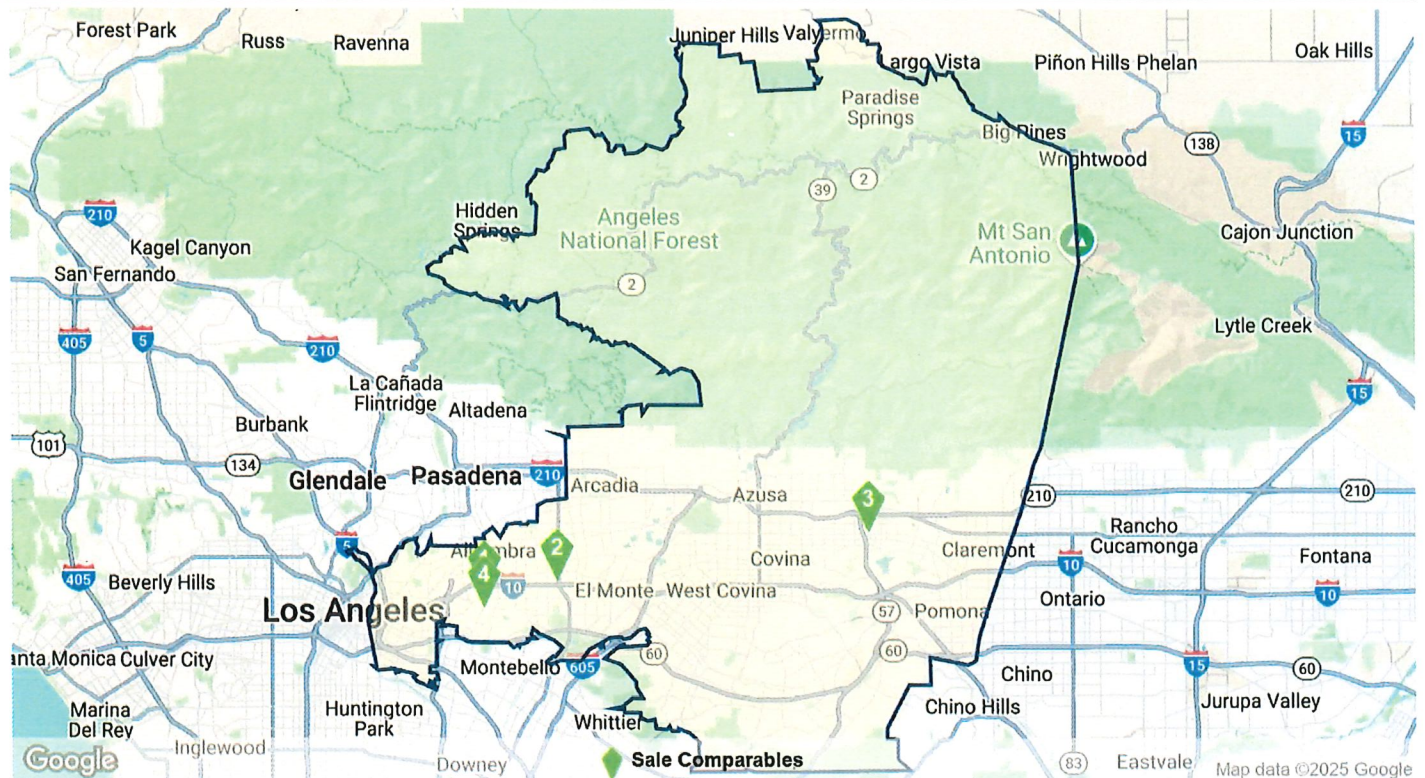 Forest Park
Russ
Ravenna
Juniper Hills
Valyermo
argo Vista
Piñon Hills
Phelan
Oak Hills
Paradise
Springs
Big Pines
Wrightwood
138
15
39
2
210
Hidden
Springs
Angeles
National Forest
Mt San
Antonio
Cajon Junction
Kagel Canyon
San Fernando
2
405
5
210
Lytle Creek
La Cañada
Flintridge
Altadena
15
Burbank
101
134
Glendale
Pasadena
210
Arcadia
Azusa
3
210
210
Rancho
Cucamonga
5
Alhambra
2
Covina
Claremont
10
Fontana
405
Beverly Hills
4
10
El Monte
West Covina
10
Los Angeles
57
Pomona
Ontario
anta Monica
Culver City
Montebello
605
60
60
Chino
15
60
Marina
Del Rey
Huntington
Park
Whittier
Chino Hills
Jurupa Valley
Inglewood
Google
Downey
Sale Comparables
83
Eastvale
Map data ©2025 Google